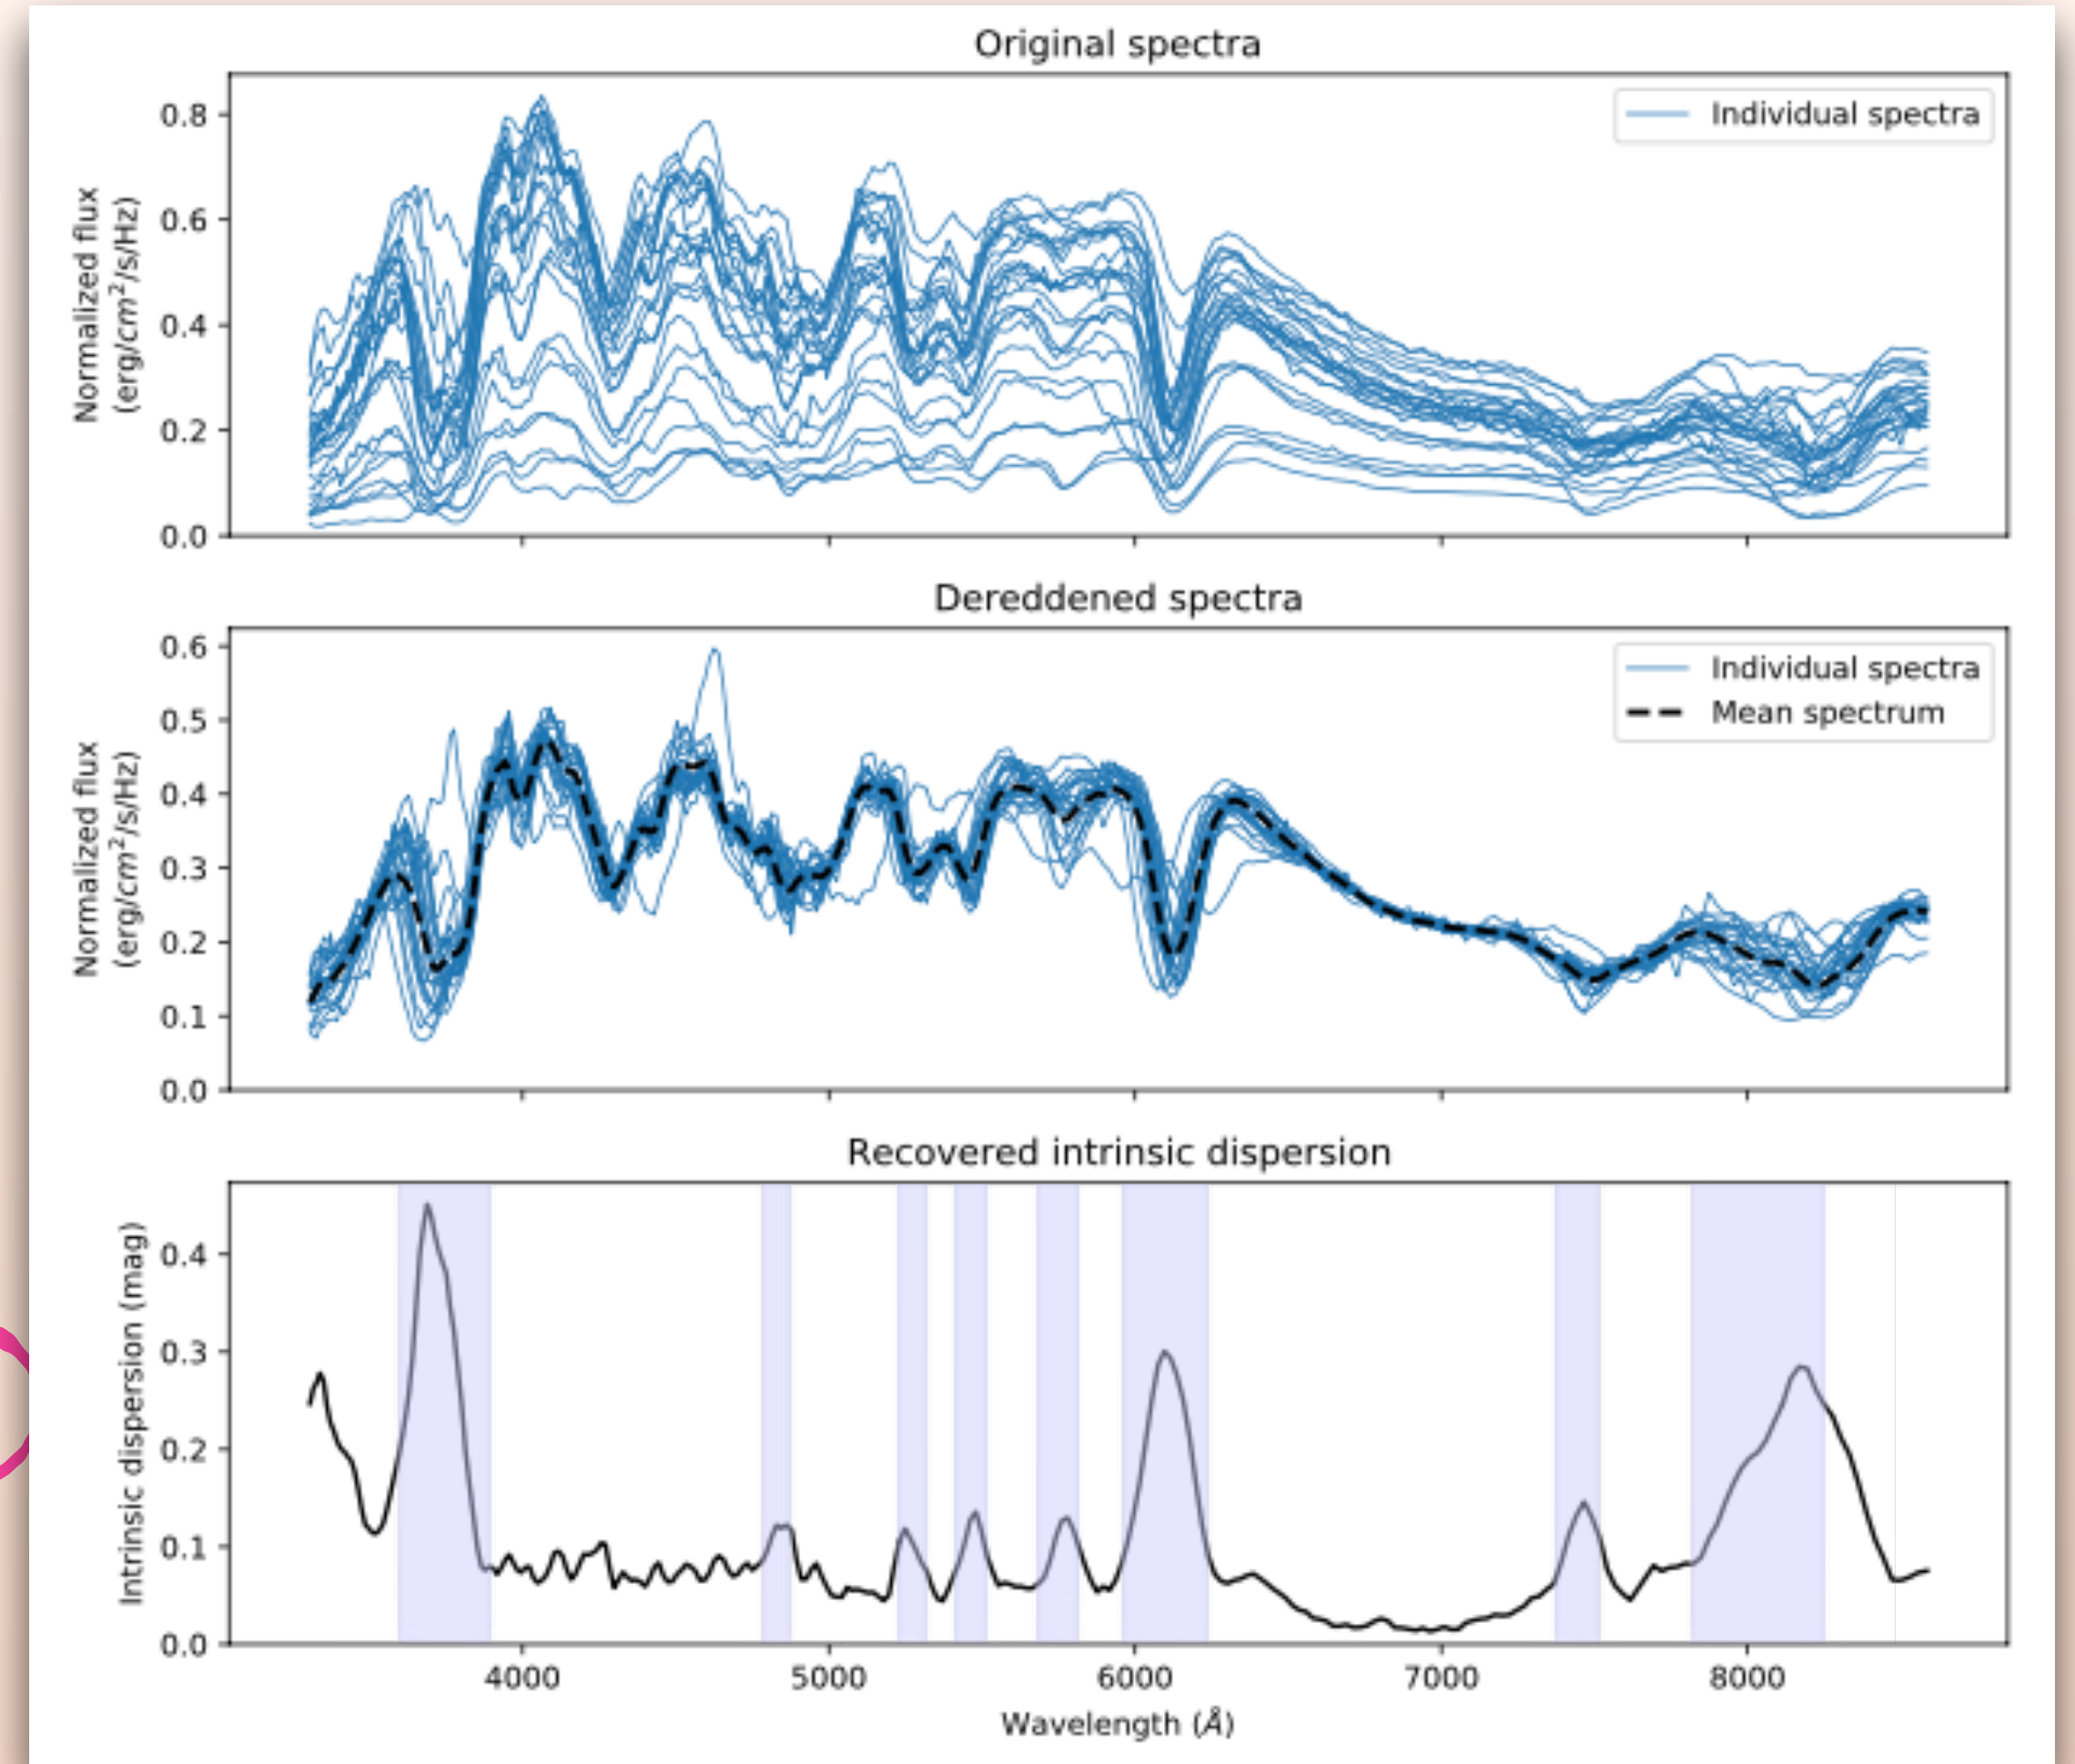 Original spectra
0.8
0.6
0.4
0.2
0.0
Normalized flux
(erg/cm²/s/Hz)
Individual spectra
Dereddened spectra
0.6
0.5
0.4
0.3
0.2
0.1
0.0
Normalized flux
(erg/cm²/s/Hz)
Individual spectra
Mean spectrum
Recovered intrinsic dispersion
0.4
0.3
0.2
0.1
0.0
Intrinsic dispersion (mag)
4000 5000 6000 7000 8000
Wavelength (Å)